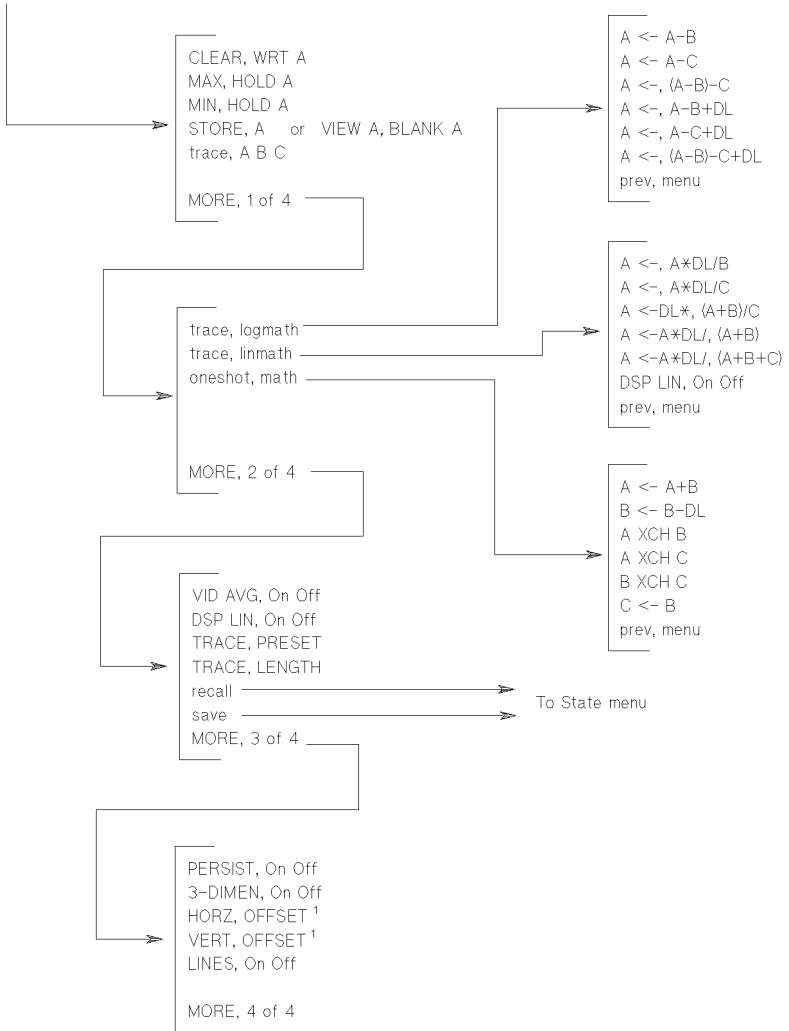 CLEAR, WRT A
MAX, HOLD A
MIN, HOLD A
STORE, A or VIEW A, BLANK A
trace, A B C
MORE, 1 of 4
A <- A-B
A <- A-C
A <-, (A-B)-C
A <-, A-B+DL
A <-, A-C+DL
A <-, (A-B)-C+DL
prev, menu
trace, logmath
trace, linmath
oneshot, math
MORE, 2 of 4
A <-, A*DL/B
A <-, A*DL/C
A <-DL*, (A+B)/C
A <-A*DL/, (A+B)
A <-A*DL/, (A+B+C)
DSP LIN, On Off
prev, menu
A <- A+B
B <- B-DL
A XCH B
A XCH C
B XCH C
C <- B
prev, menu
VID AVG, On Off
DSP LIN, On Off
TRACE, PRESET
TRACE, LENGTH
recall
save
To State menu
MORE, 3 of 4
PERSIST, On Off
3-DIMEN, On Off
HORZ, OFFSET 1
VERT, OFFSET 1
LINES, On Off
MORE, 4 of 4